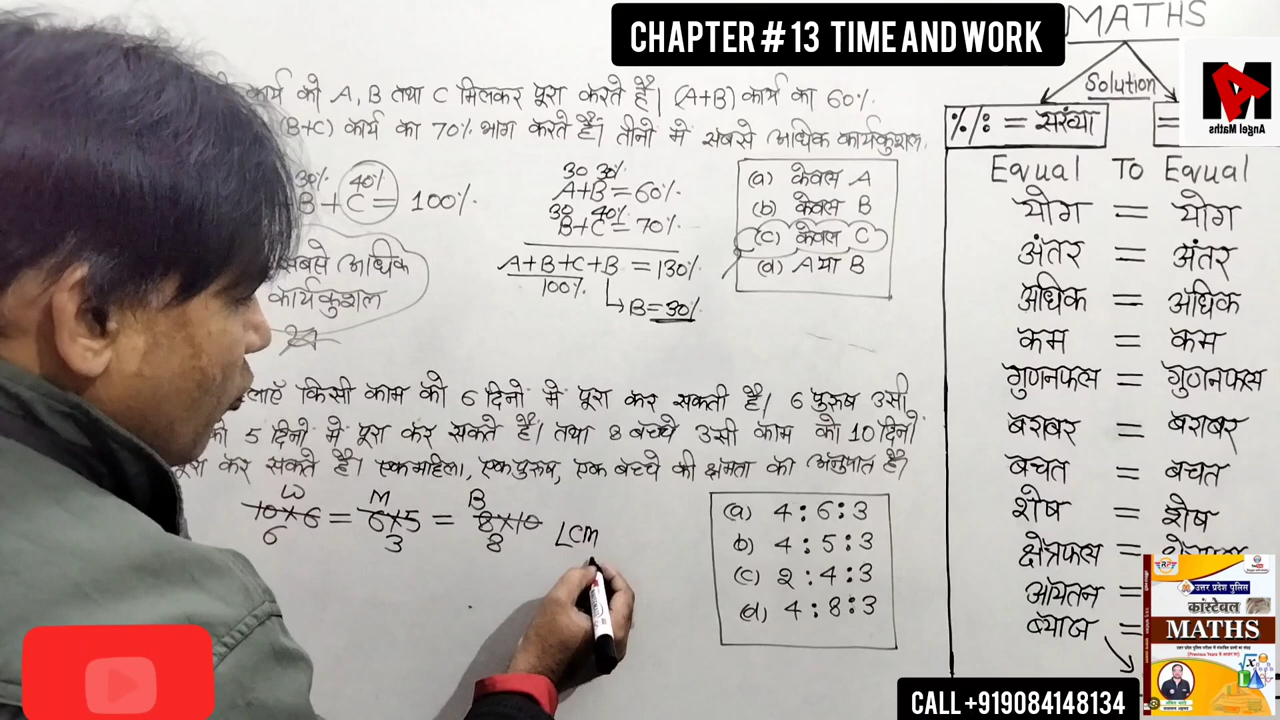 CHAPTER # 13 TIME AND WORK
कार्य को A, B तथा C मिलकर पूरा करते है। (A+B) कार्य का 60%.
(B+C) कार्य का 70% भाग करते है। तीनो मे सबसे अधिक कार्यकुशल.
30% 40%
B + C = 100%.
सबसे अधिक
कार्यकुशल
30 30%
A+B = 60%.
30 40%
B+C = 70%.
A+B+C+B = 130%.
100%.
B = 30%
(a) केवल A
(b) केवल B
(c) केवल C
(d) A या B
किसी काम को 6 दिनो मे पूरा कर सकती है। 6 पुरूष उसी
को 5 दिनो मे पूरा कर सकते है। तथा 8 बच्चे उसी काम को 10 दिनो
पूरा कर सकते है। एक महिला, एक पुरूष, एक बच्चे की क्षमता का अनुपात है।
W M B
10×6 = 6×5 = 8×10
6 3 8
LCM
(a) 4 : 6 : 3
(b) 4 : 5 : 3
(c) 2 : 4 : 3
(d) 4 : 8 : 3
MATHS
Solution
%/: = संख्या
=
Equal To Equal
योग = योग
अंतर = अंतर
अधिक = अधिक
कम = कम
गुणनफल = गुणनफल
बराबर = बराबर
बचत = बचत
शेष = शेष
क्षेत्रफल =
आयतन =
ब्याज =
Angel Maths
उत्तर प्रदेश पुलिस
कांस्टेबल
MATHS
CALL +919084148134